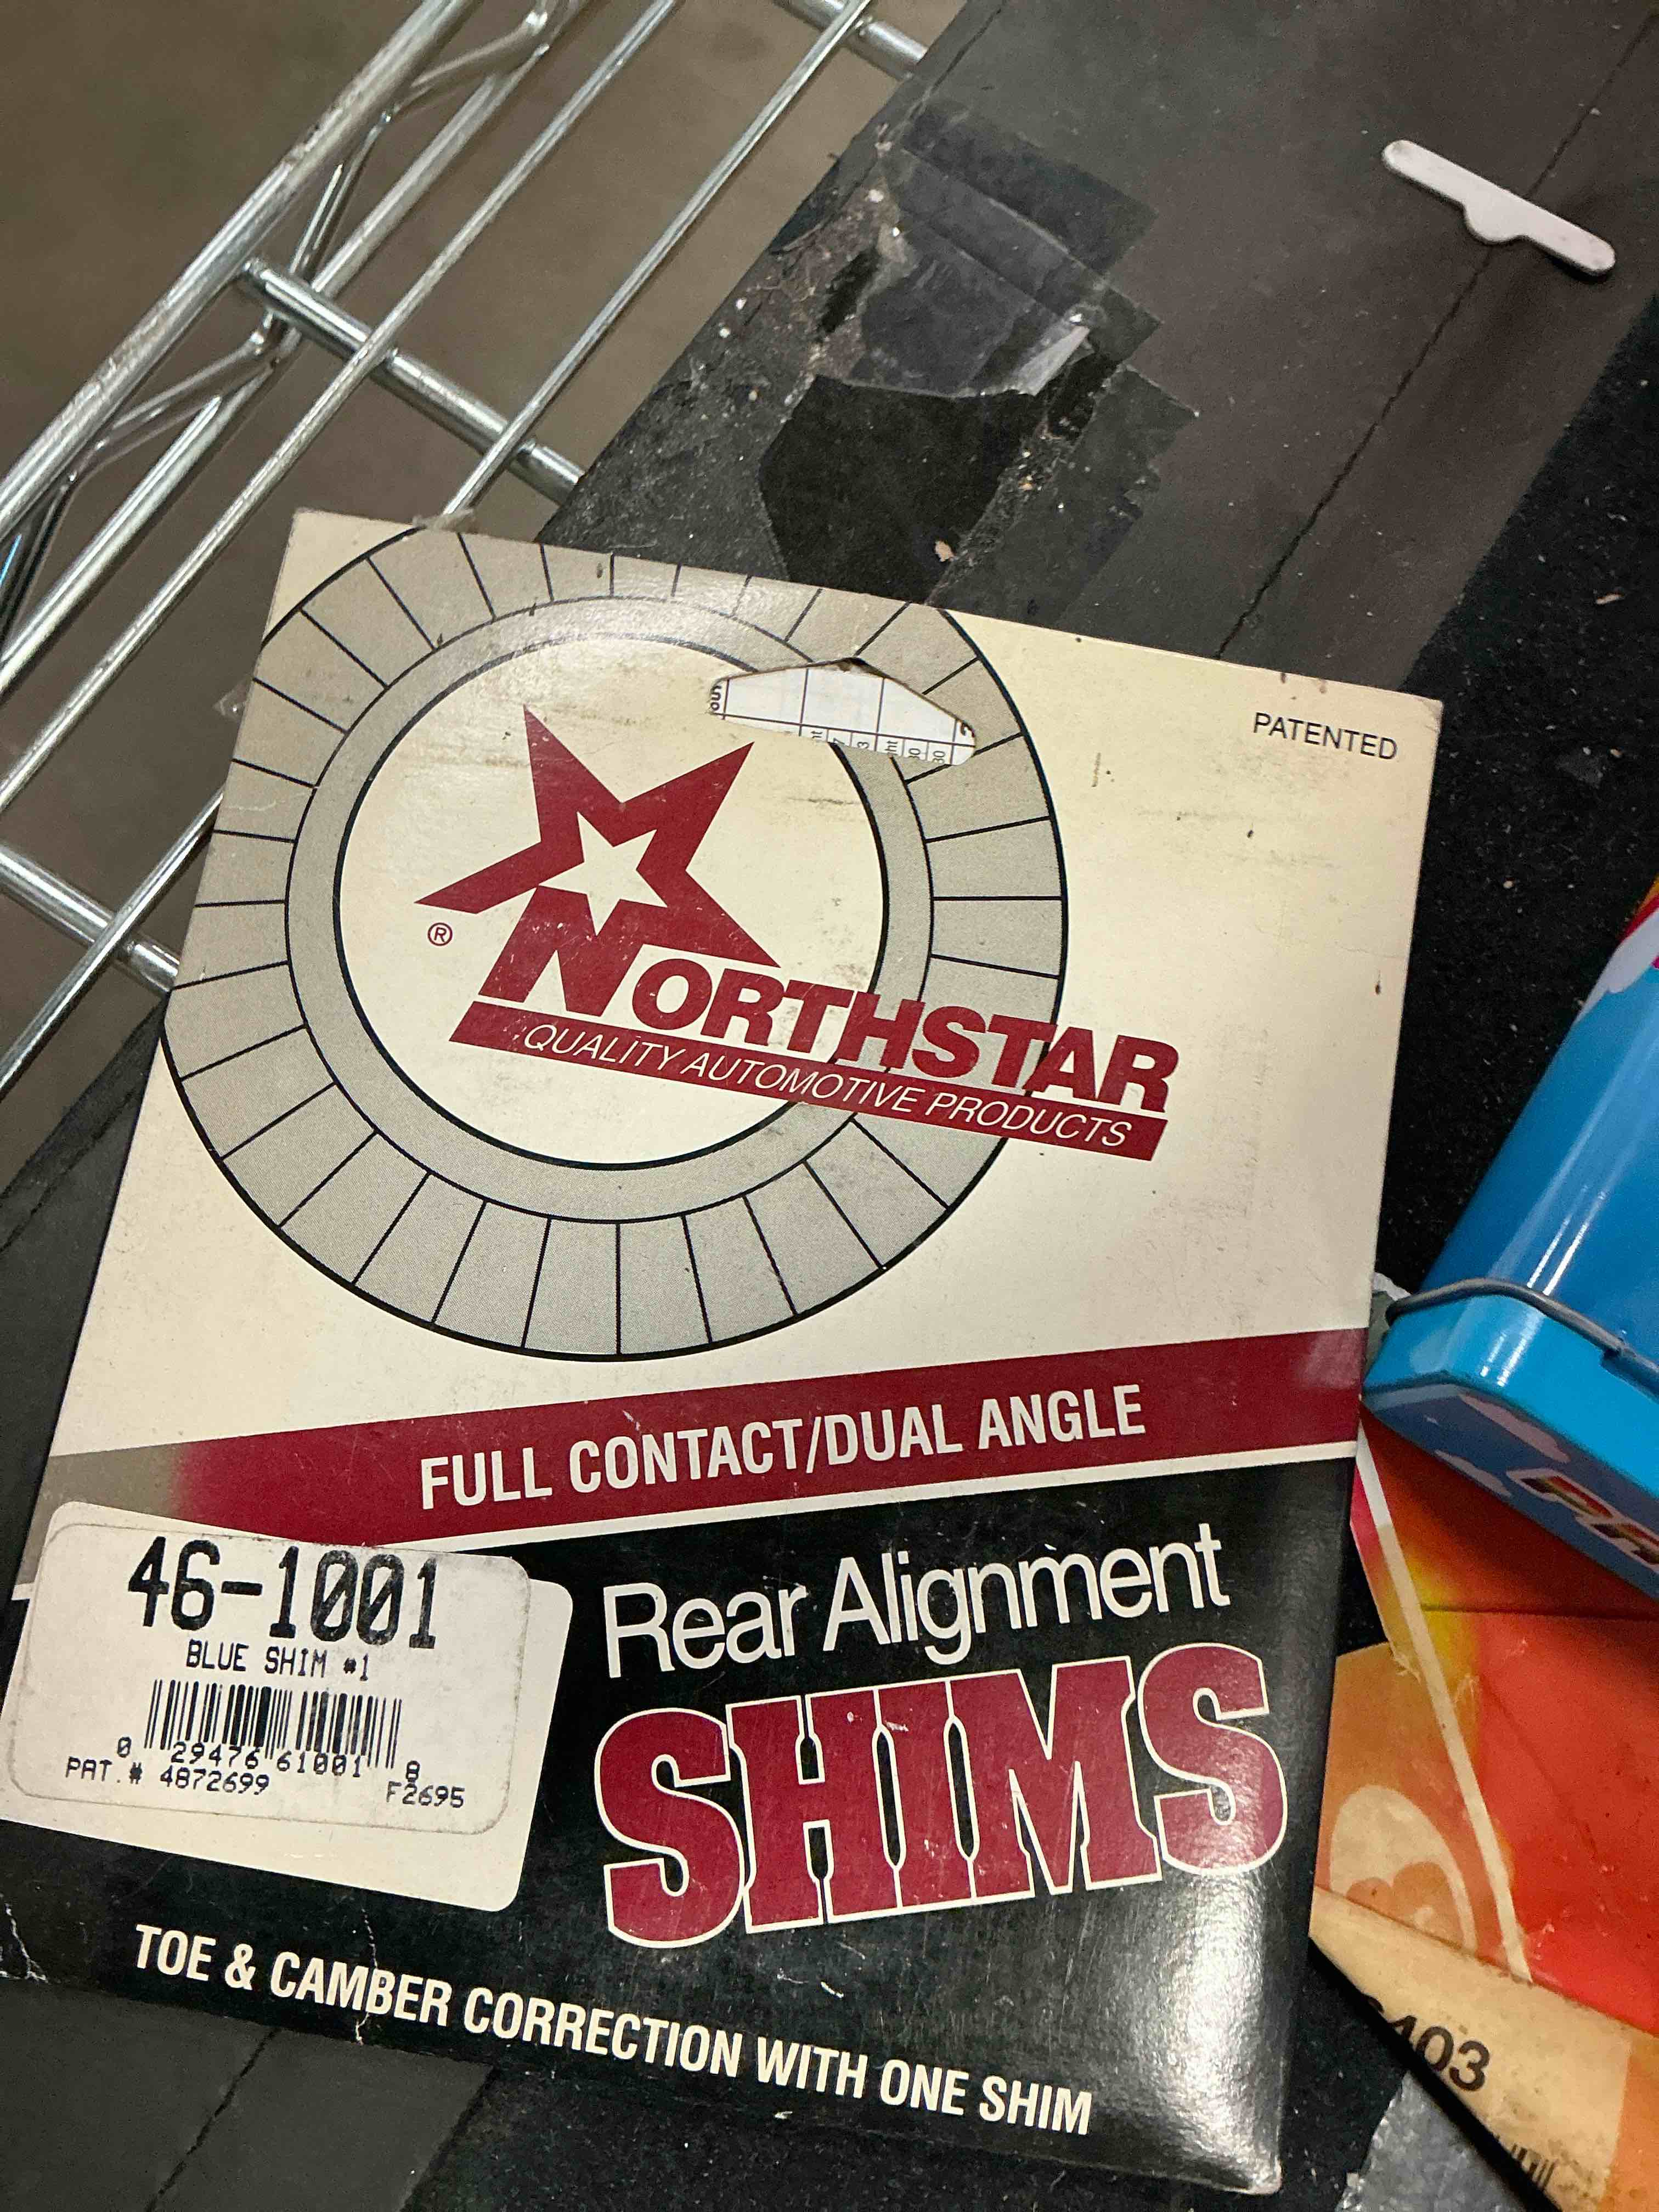 PATENTED
®
NORTHSTAR
QUALITY AUTOMOTIVE PRODUCTS
FULL CONTACT/DUAL ANGLE
46-1001
BLUE SHIM #1
0 29476 61001 8
PAT.# 4872699 F2695
Rear Alignment
SHIMS
TOE & CAMBER CORRECTION WITH ONE SHIM
403